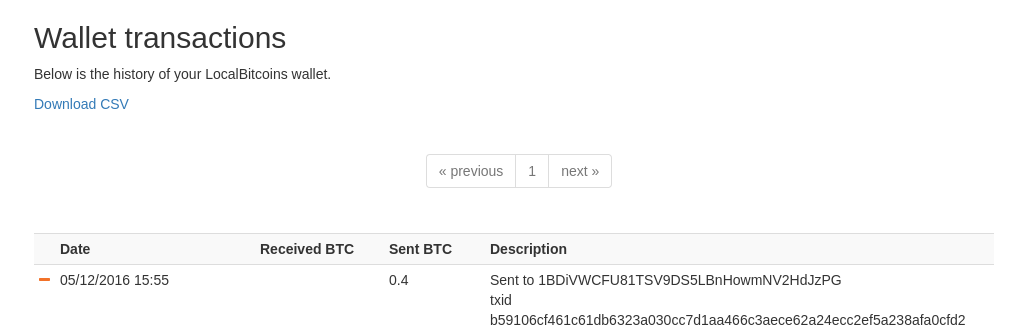 Wallet transactions
Below is the history of your LocalBitcoins wallet.
Download CSV
« previous 1 next »
Date Received BTC Sent BTC Description
05/12/2016 15:55 0.4 Sent to 1BDiVWCFU81TSV9DS5LBnHowmNV2HdJzPG
txid
b59106cf461c61db6323a030cc7d1aa466c3aece62a24ecc2ef5a238afa0cfd2